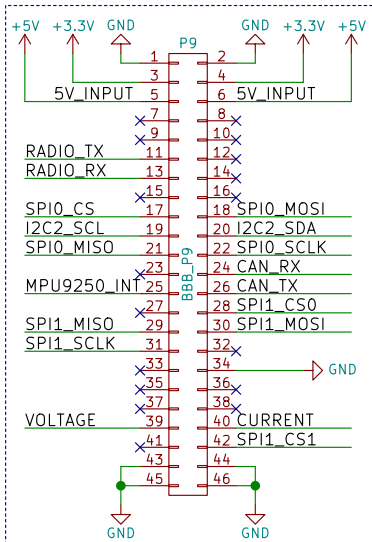 +5V +3.3V GND P9 GND +3.3V +5V
1 2
3 4
5V_INPUT 5 6 5V_INPUT
7 8
9 10
RADIO_TX 11 12
RADIO_RX 13 14
15 16
SPI0_CS 17 18 SPI0_MOSI
I2C2_SCL 19 20 I2C2_SDA
SPI0_MISO 21 22 SPI0_SCLK
23 24 CAN_RX
MPU9250_INT 25 26 CAN_TX
27 28 SPI1_CS0
SPI1_MISO 29 30 SPI1_MOSI
SPI1_SCLK 31 32
33 34 GND
35 36
37 38
VOLTAGE 39 40 CURRENT
41 42 SPI1_CS1
43 44
45 46
BBB_P9
GND GND